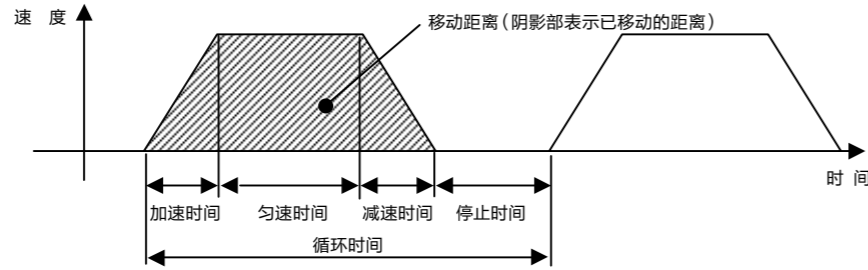 速 度
移动距离(阴影部表示已移动的距离)
时 间
加速时间
匀速时间
减速时间
停止时间
循环时间